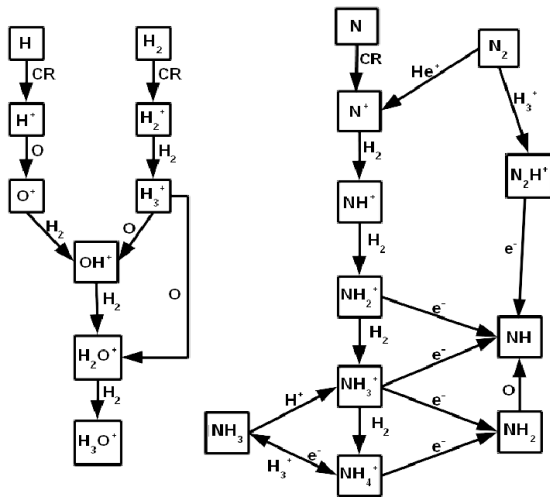 H
H₂
CR
CR
H⁺
H₂⁺
O
H₂
O⁺
H₃⁺
H₂
O
OH⁺
O
H₂
H₂O⁺
H₂
H₃O⁺
N
N₂
CR
He⁺
H₃⁺
N⁺
H₂
N₂H⁺
NH⁺
H₂
e⁻
NH₂⁺
e⁻
H₂
NH
e⁻
NH₃⁺
O
H⁺
e⁻
NH₃
H₂
NH₂
e⁻
H₃⁺
e⁻
NH₄⁺